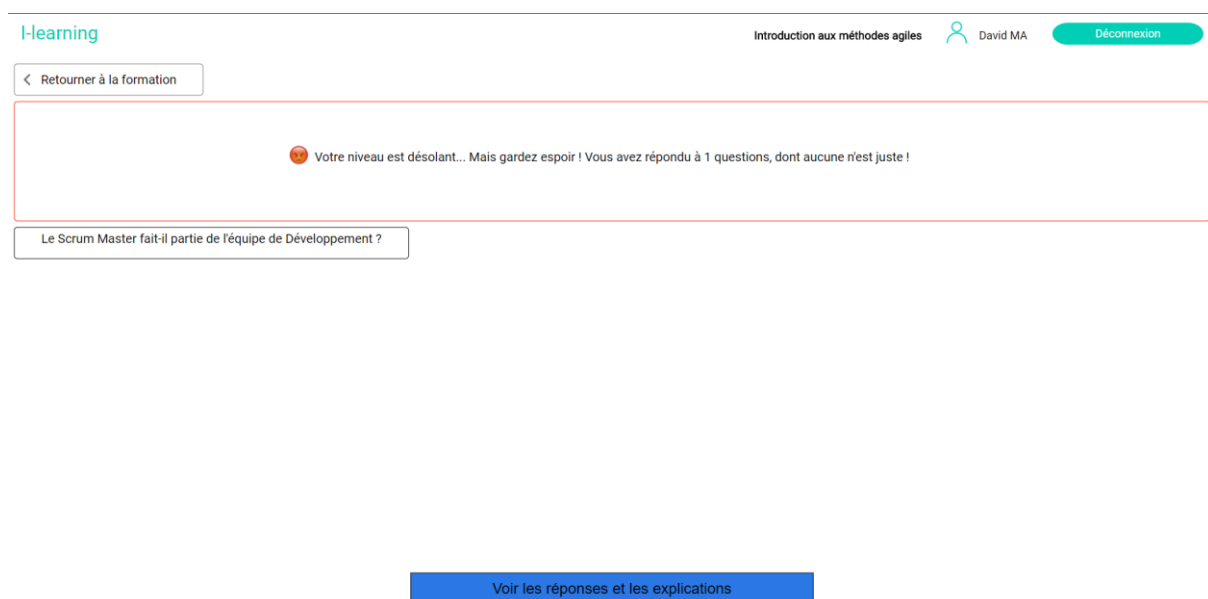 I-learning
Introduction aux méthodes agiles
David MA
Déconnexion
Retourner à la formation
Votre niveau est désolant... Mais gardez espoir ! Vous avez répondu à 1 questions, dont aucune n'est juste !
Le Scrum Master fait-il partie de l'équipe de Développement ?
Voir les réponses et les explications